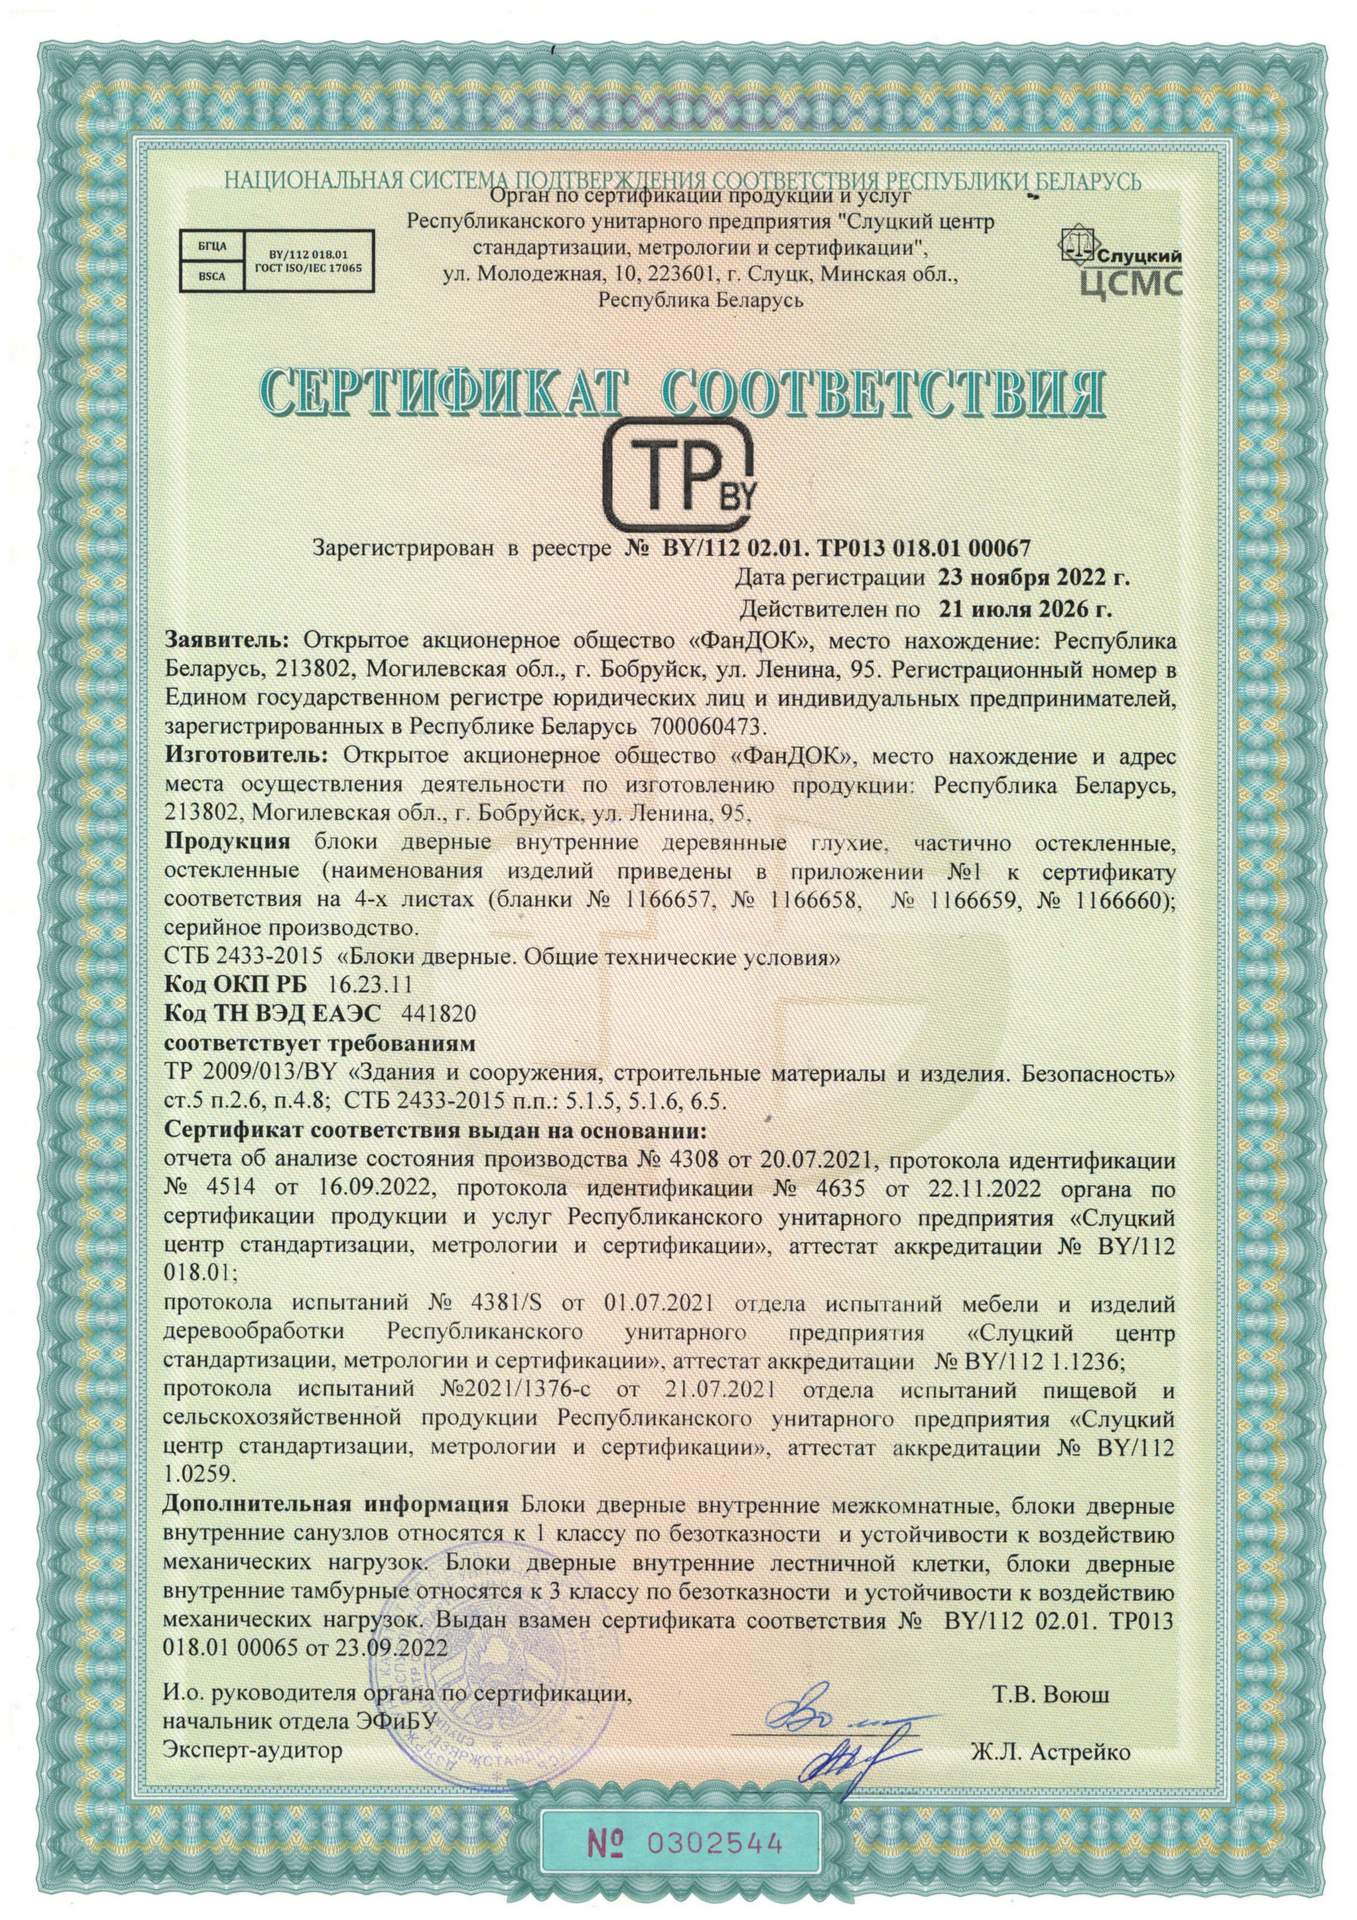 НАЦИОНАЛЬНАЯ СИСТЕМА ПОДТВЕРЖДЕНИЯ СООТВЕТСТВИЯ РЕСПУБЛИКИ БЕЛАРУСЬ
Орган по сертификации продукции и услуг
Республиканского унитарного предприятия "Слуцкий центр
стандартизации, метрологии и сертификации",
ул. Молодежная, 10, 223601, г. Слуцк, Минская обл.,
Республика Беларусь
БГЦА
BSCA
BY/112 018.01
ГОСТ ISO/IEC 17065
Слуцкий
ЦСМС
СЕРТИФИКАТ СООТВЕТСТВИЯ
ТР BY
Зарегистрирован в реестре № BY/112 02.01. ТР013 018.01 00067
Дата регистрации 23 ноября 2022 г.
Действителен по 21 июля 2026 г.
Заявитель: Открытое акционерное общество «ФанДОК», место нахождение: Республика
Беларусь, 213802, Могилевская обл., г. Бобруйск, ул. Ленина, 95. Регистрационный номер в
Едином государственном регистре юридических лиц и индивидуальных предпринимателей,
зарегистрированных в Республике Беларусь 700060473.
Изготовитель: Открытое акционерное общество «ФанДОК», место нахождение и адрес
места осуществления деятельности по изготовлению продукции: Республика Беларусь,
213802, Могилевская обл., г. Бобруйск, ул. Ленина, 95,
Продукция блоки дверные внутренние деревянные глухие, частично остекленные,
остекленные (наименования изделий приведены в приложении №1 к сертификату
соответствия на 4-х листах (бланки № 1166657, № 1166658, № 1166659, № 1166660);
серийное производство.
СТБ 2433-2015 «Блоки дверные. Общие технические условия»
Код ОКП РБ 16.23.11
Код ТН ВЭД ЕАЭС 441820
соответствует требованиям
ТР 2009/013/BY «Здания и сооружения, строительные материалы и изделия. Безопасность»
ст.5 п.2.6, п.4.8; СТБ 2433-2015 п.п.: 5.1.5, 5.1.6, 6.5.
Сертификат соответствия выдан на основании:
отчета об анализе состояния производства № 4308 от 20.07.2021, протокола идентификации
№ 4514 от 16.09.2022, протокола идентификации № 4635 от 22.11.2022 органа по
сертификации продукции и услуг Республиканского унитарного предприятия «Слуцкий
центр стандартизации, метрологии и сертификации», аттестат аккредитации № BY/112
018.01;
протокола испытаний № 4381/S от 01.07.2021 отдела испытаний мебели и изделий
деревообработки Республиканского унитарного предприятия «Слуцкий центр
стандартизации, метрологии и сертификации», аттестат аккредитации № BY/112 1.1236;
протокола испытаний №2021/1376-с от 21.07.2021 отдела испытаний пищевой и
сельскохозяйственной продукции Республиканского унитарного предприятия «Слуцкий
центр стандартизации, метрологии и сертификации», аттестат аккредитации № BY/112
1.0259.
Дополнительная информация Блоки дверные внутренние межкомнатные, блоки дверные
внутренние санузлов относятся к 1 классу по безотказности и устойчивости к воздействию
механических нагрузок. Блоки дверные внутренние лестничной клетки, блоки дверные
внутренние тамбурные относятся к 3 классу по безотказности и устойчивости к воздействию
механических нагрузок. Выдан взамен сертификата соответствия № BY/112 02.01. ТР013
018.01 00065 от 23.09.2022
И.о. руководителя органа по сертификации,
начальник отдела ЭФиБУ
Т.В. Воюш
Эксперт-аудитор
Ж.Л. Астрейко
№ 0302544